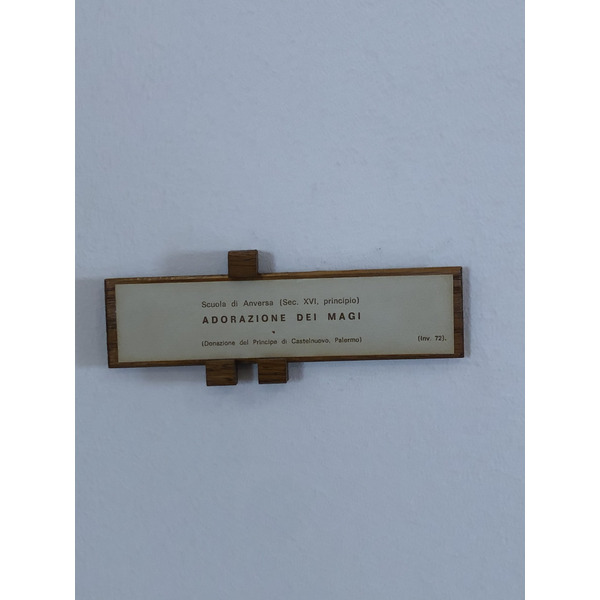 Scuola di Anversa (Sec. XVI, principio)
ADORAZIONE DEI MAGI
(Donazione del Principe di Castelnuovo, Palermo) (Inv. 72).